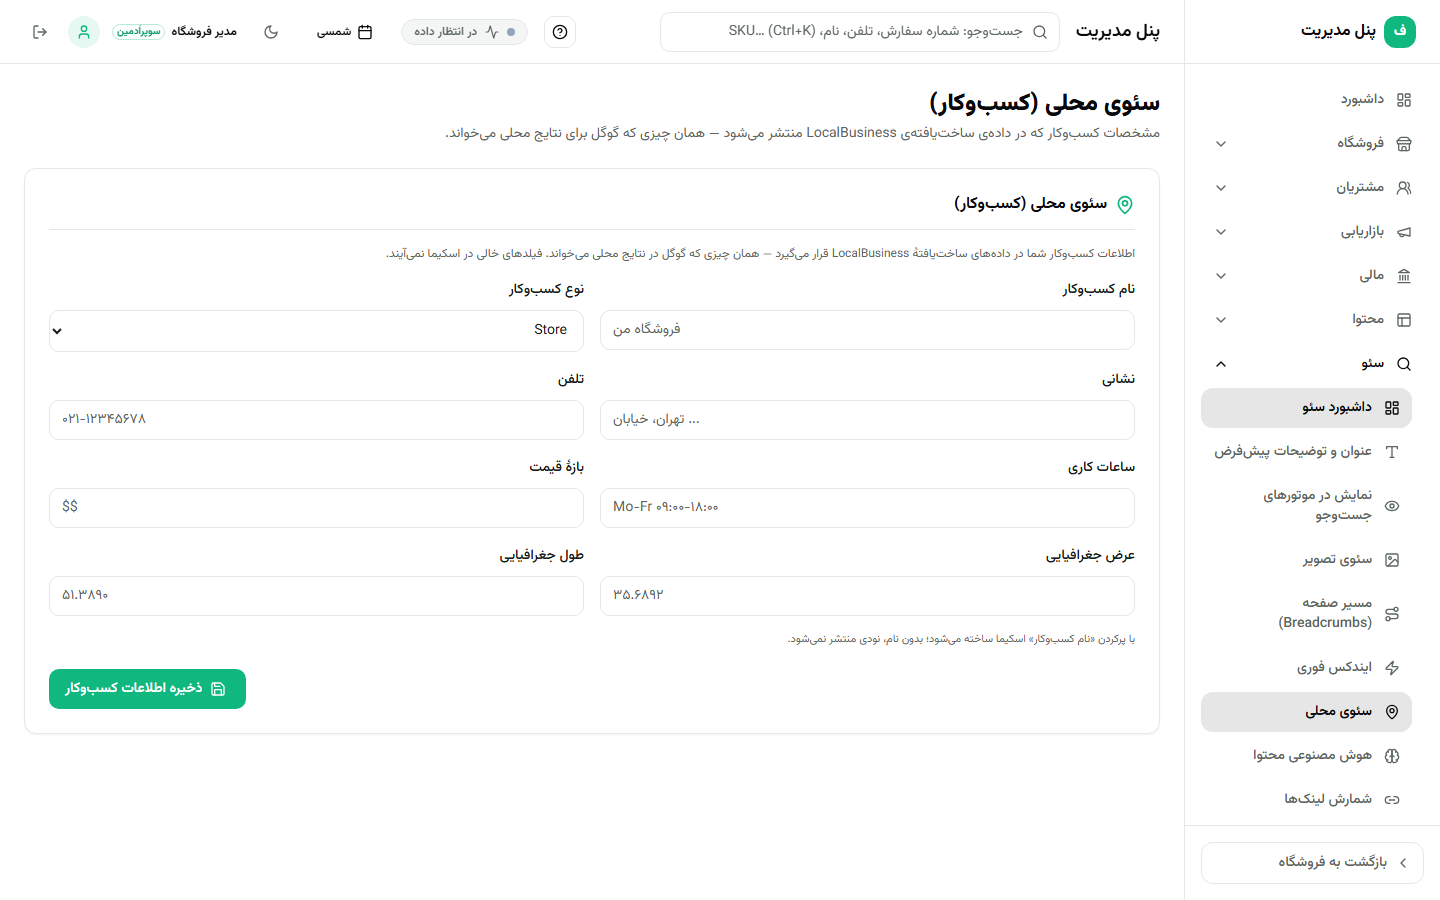 ف
پنل مدیریت
پنل مدیریت
جست‌وجو: شماره سفارش، تلفن، نام، SKU... (Ctrl+K)
در انتظار داده
شمسی
مدیر فروشگاه
سوپرادمین
داشبورد
فروشگاه
مشتریان
بازاریابی
مالی
محتوا
سئو
داشبورد سئو
عنوان و توضیحات پیش‌فرض
نمایش در موتورهای
جست‌وجو
سئوی تصویر
مسیر صفحه
(Breadcrumbs)
ایندکس فوری
سئوی محلی
هوش مصنوعی محتوا
شمارش لینک‌ها
بازگشت به فروشگاه
سئوی محلی (کسب‌وکار)
مشخصات کسب‌وکار که در داده‌ی ساخت‌یافته‌ی LocalBusiness منتشر می‌شود — همان چیزی که گوگل برای نتایج محلی می‌خواند.
سئوی محلی (کسب‌وکار)
اطلاعات کسب‌وکار شما در داده‌های ساخت‌یافتهٔ LocalBusiness قرار می‌گیرد — همان چیزی که گوگل در نتایج محلی می‌خواند. فیلدهای خالی در اسکیما نمی‌آیند.
نام کسب‌وکار
فروشگاه من
نوع کسب‌وکار
Store
نشانی
تهران، خیابان ...
تلفن
۰۲۱-۱۲۳۴۵۶۷۸
ساعات کاری
Mo-Fr ۰۹:۰۰-۱۸:۰۰
بازهٔ قیمت
$$
عرض جغرافیایی
۳۵.۶۸۹۲
طول جغرافیایی
۵۱.۳۸۹۰
با پرکردن «نام کسب‌وکار» اسکیما ساخته می‌شود؛ بدون نام، نودی منتشر نمی‌شود.
ذخیره اطلاعات کسب‌وکار